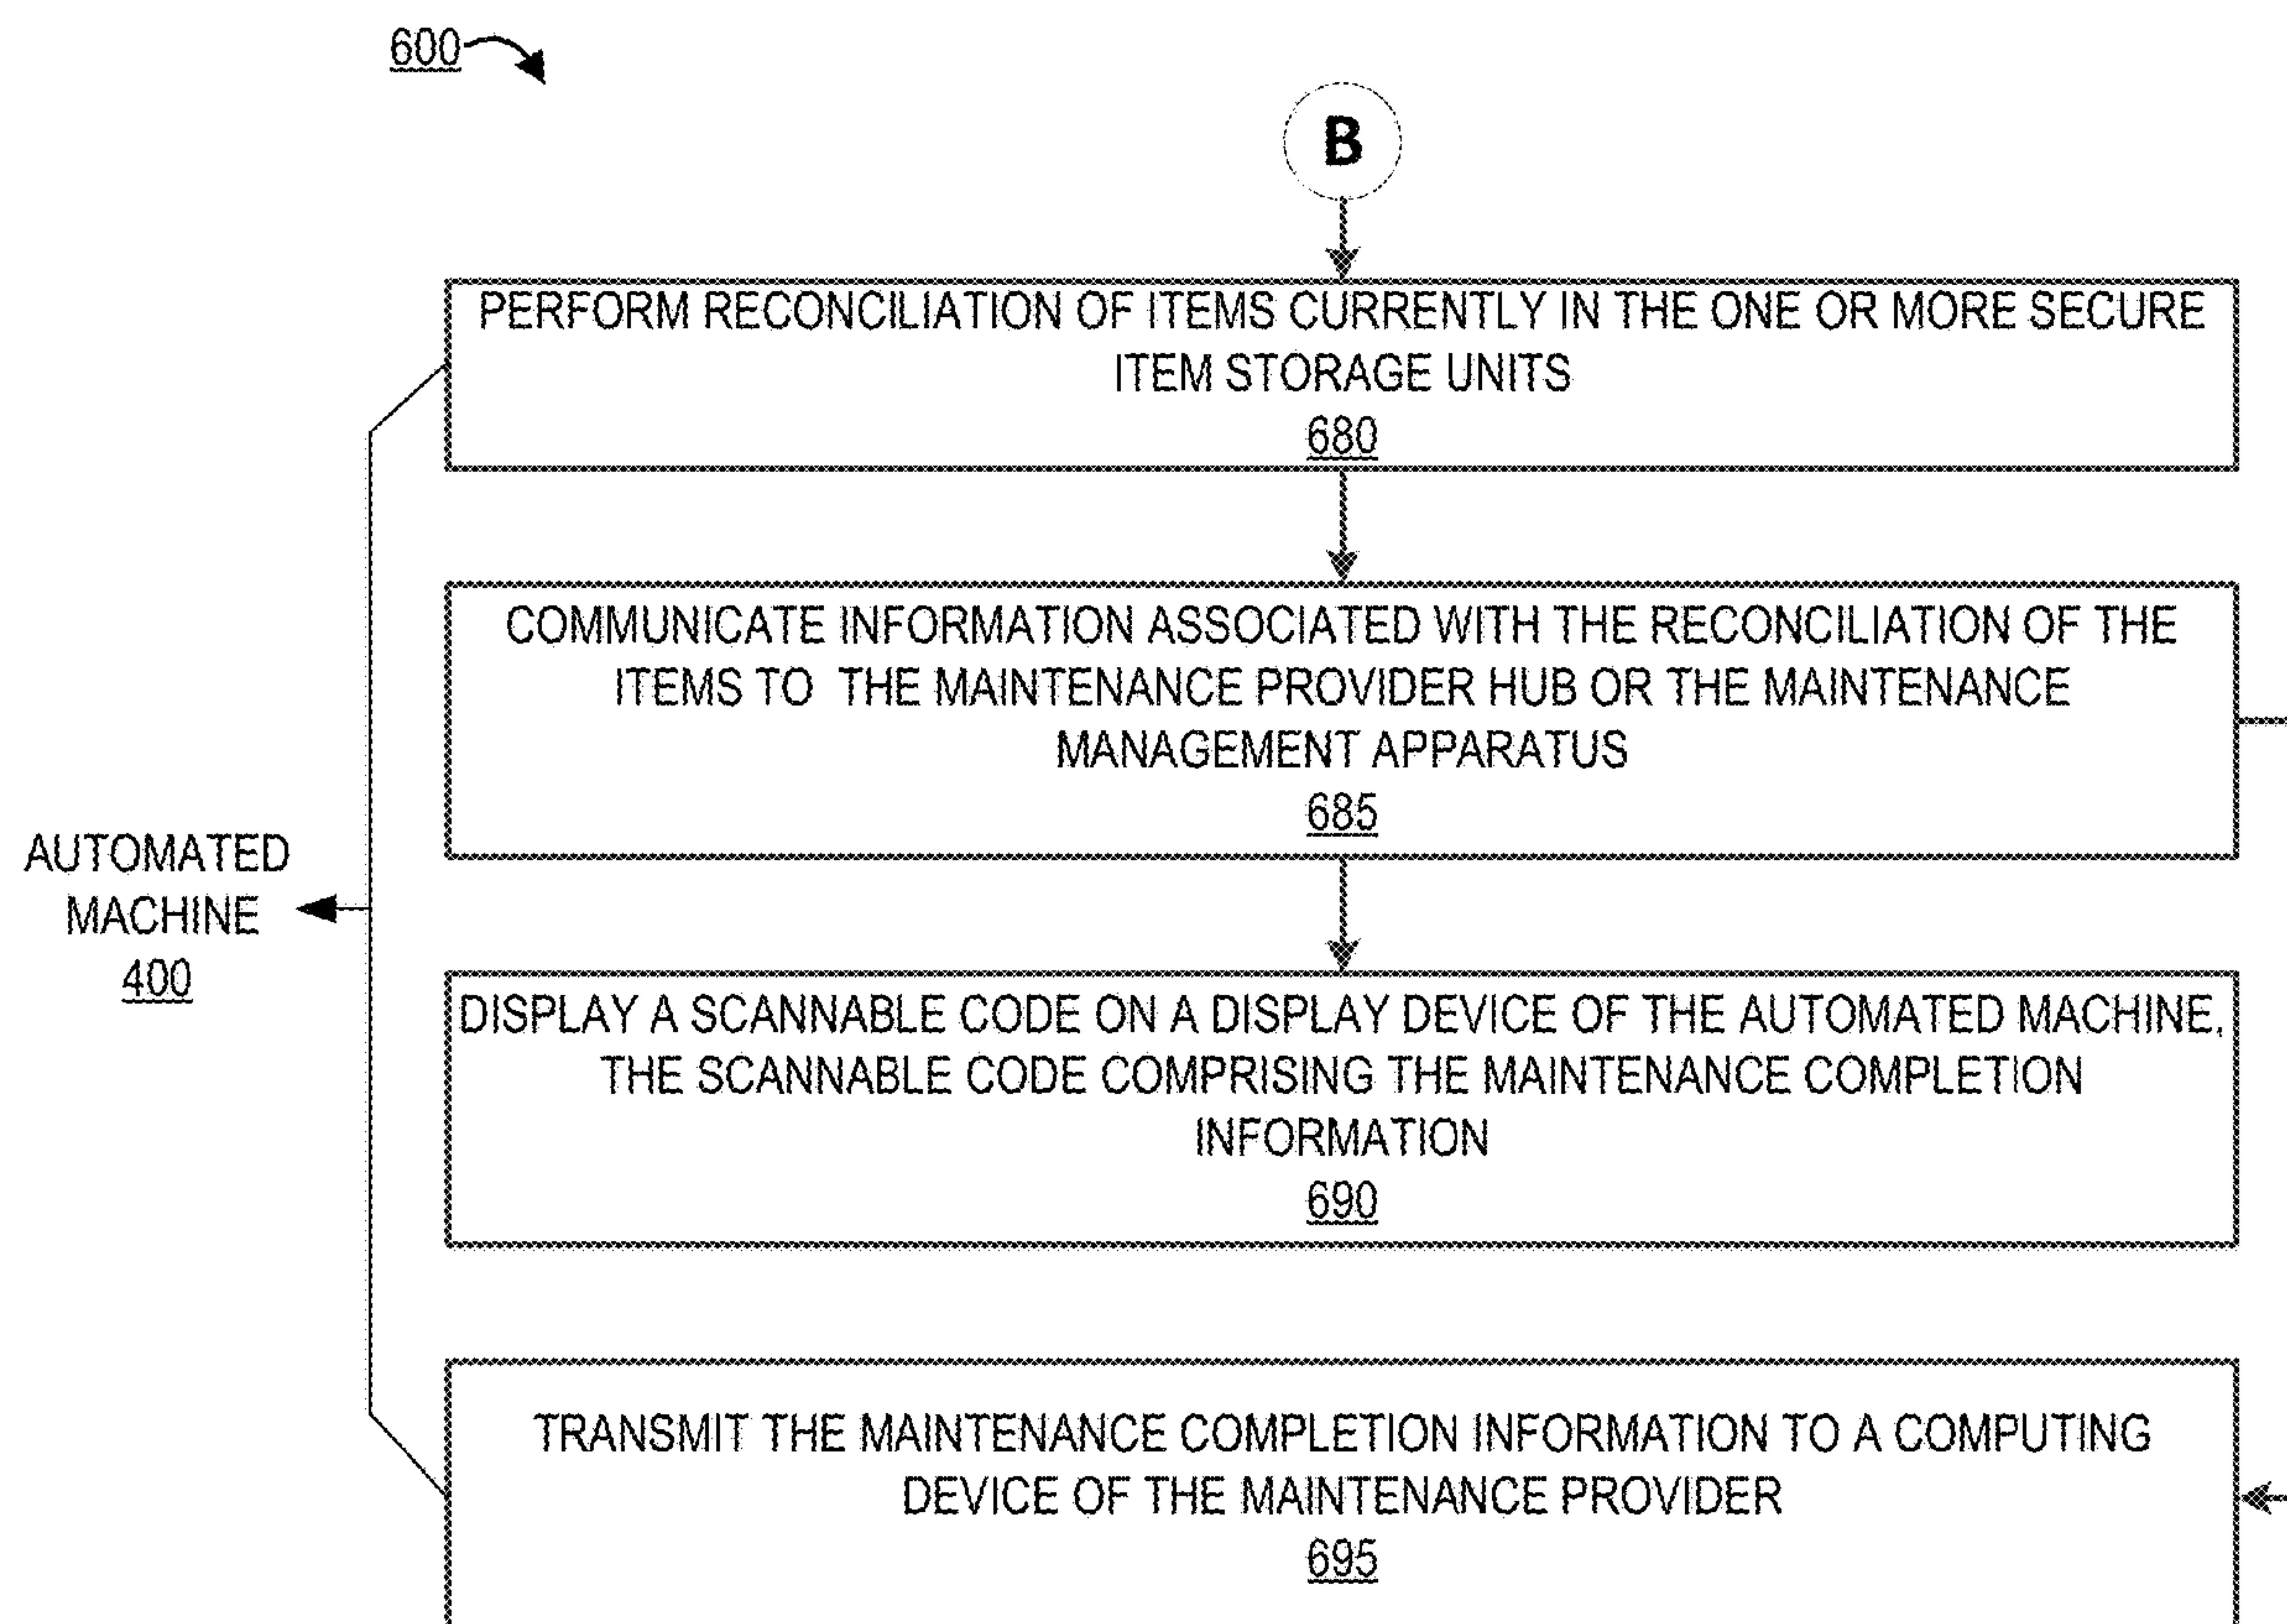 600
B
PERFORM RECONCILIATION OF ITEMS CURRENTLY IN THE ONE OR MORE SECURE
ITEM STORAGE UNITS
680
COMMUNICATE INFORMATION ASSOCIATED WITH THE RECONCILIATION OF THE
ITEMS TO THE MAINTENANCE PROVIDER HUB OR THE MAINTENANCE
MANAGEMENT APPARATUS
685
AUTOMATED
MACHINE
400
DISPLAY A SCANNABLE CODE ON A DISPLAY DEVICE OF THE AUTOMATED MACHINE,
THE SCANNABLE CODE COMPRISING THE MAINTENANCE COMPLETION
INFORMATION
690
TRANSMIT THE MAINTENANCE COMPLETION INFORMATION TO A COMPUTING
DEVICE OF THE MAINTENANCE PROVIDER
695